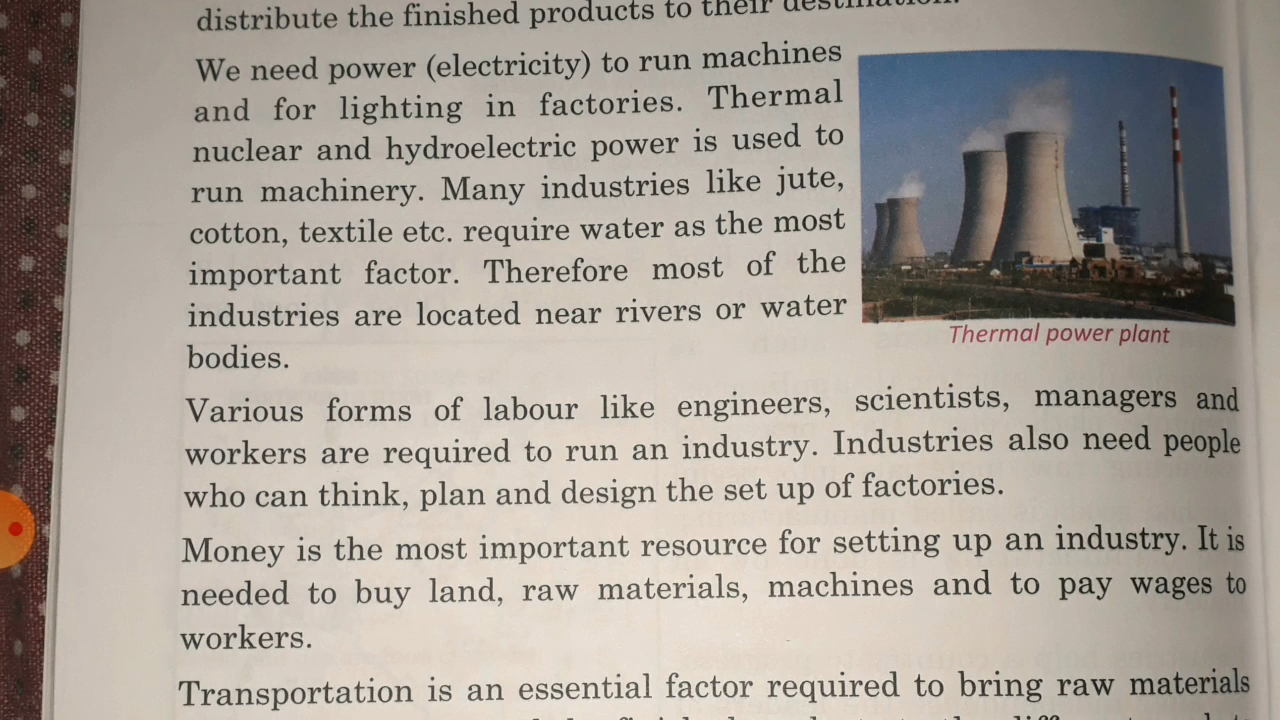 distribute the finished products to their destination.
We need power (electricity) to run machines
and for lighting in factories. Thermal
nuclear and hydroelectric power is used to
run machinery. Many industries like jute,
cotton, textile etc. require water as the most
important factor. Therefore most of the
industries are located near rivers or water
bodies.
Thermal power plant
Various forms of labour like engineers, scientists, managers and
workers are required to run an industry. Industries also need people
who can think, plan and design the set up of factories.
Money is the most important resource for setting up an industry. It is
needed to buy land, raw materials, machines and to pay wages to
workers.
Transportation is an essential factor required to bring raw materials